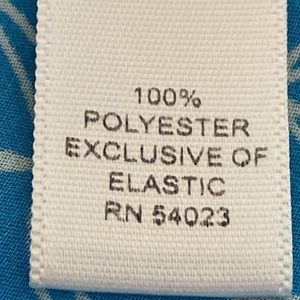 100%
POLYESTER
EXCLUSIVE OF
ELASTIC
RN 54023